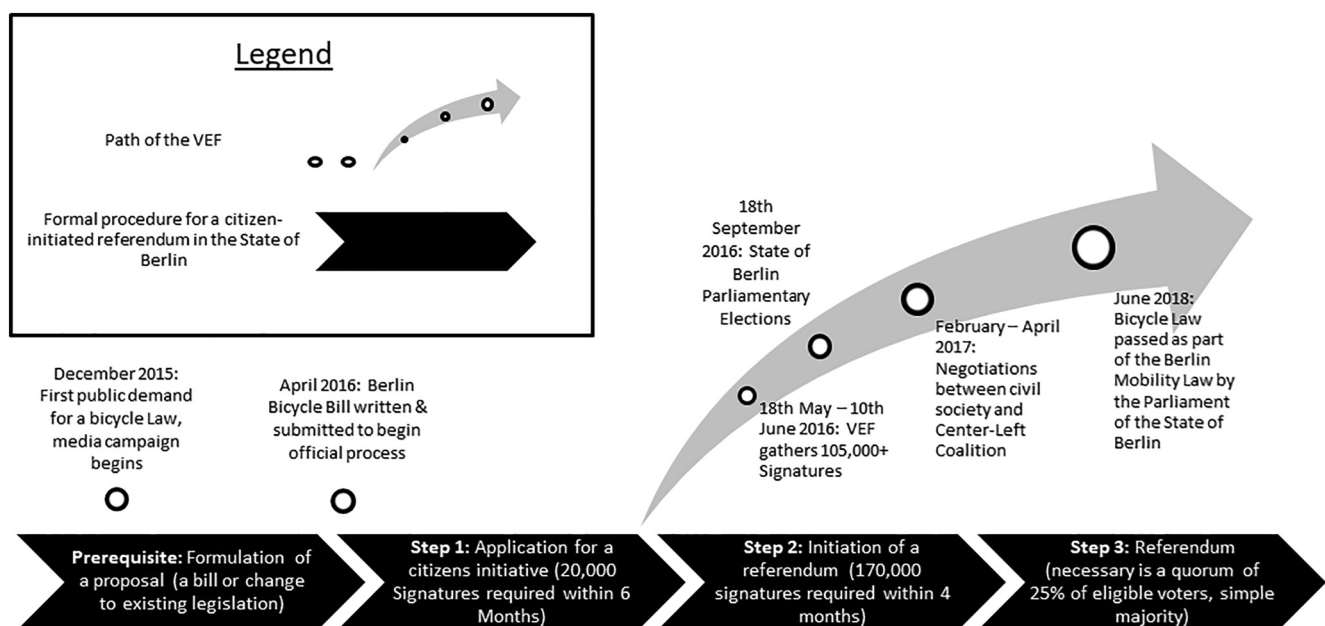 Legend
Path of the VEF
Formal procedure for a citizen-
initiated referendum in the State of
Berlin
December 2015:
First public demand
for a bicycle Law,
media campaign
begins
April 2016: Berlin
Bicycle Bill written &
submitted to begin
official process
18th May – 10th
June 2016: VEF
gathers 105,000+
Signatures
18th
September
2016: State of
Berlin
Parliamentary
Elections
February – April
2017:
Negotiations
between civil
society and
Center-Left
Coalition
June 2018:
Bicycle Law
passed as part
of the Berlin
Mobility Law by
the Parliament
of the State of
Berlin
Prerequisite: Formulation of
a proposal (a bill or change
to existing legislation)
Step 1: Application for a
citizens initiative (20,000
Signatures required within 6
Months)
Step 2: Initiation of a
referendum (170,000
signatures required within 4
months)
Step 3: Referendum
(necessary is a quorum of
25% of eligible voters, simple
majority)